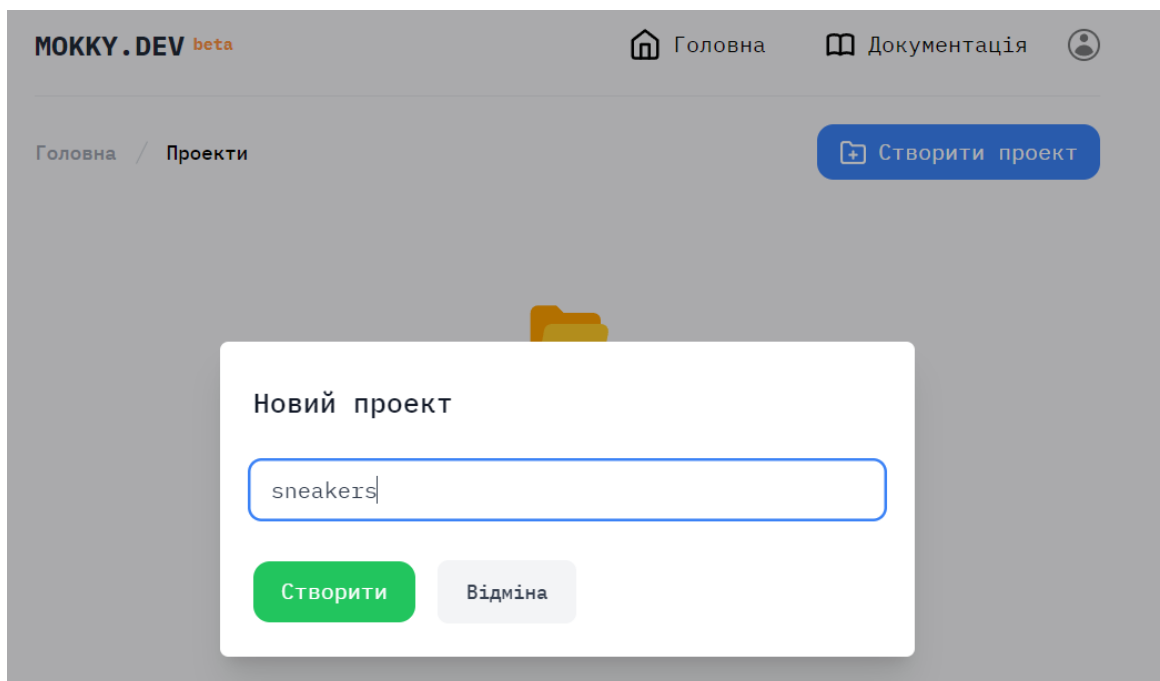 MOKKY.DEV beta Головна Документація
Головна / Проекти Створити проект
Новий проект
sneakers
Створити Відміна